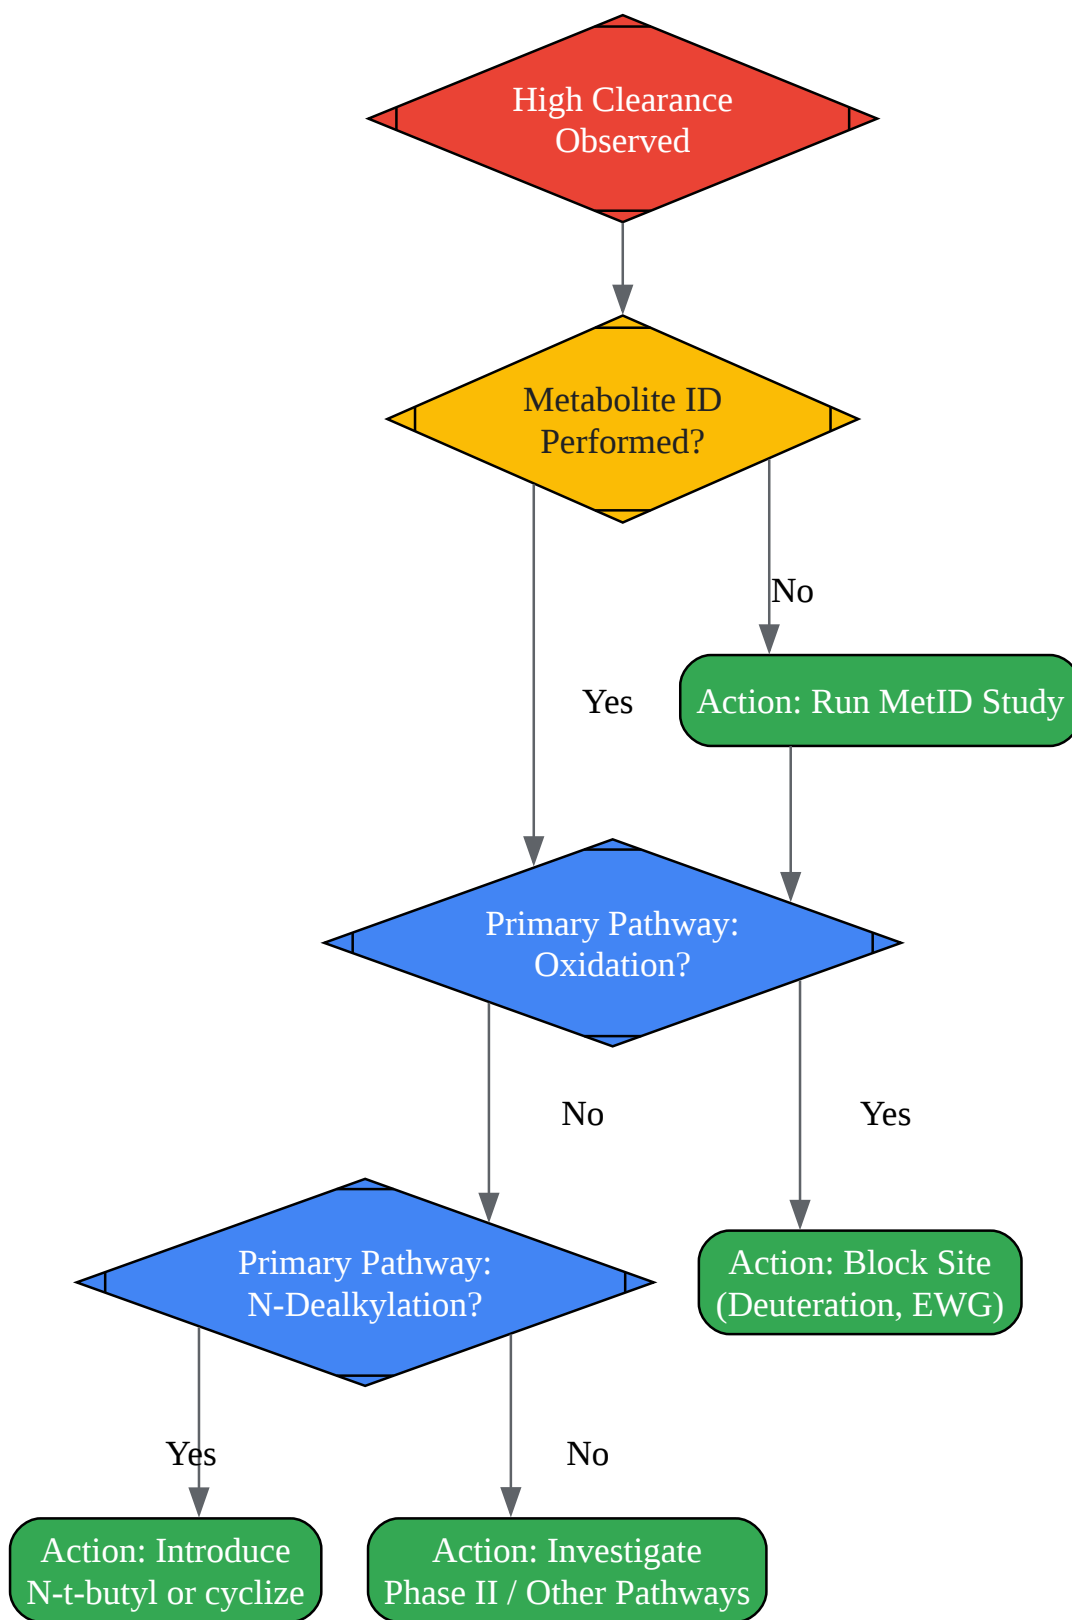 High Clearance
Observed
Metabolite ID
Performed?
No
Yes
Action: Run MetID Study
Primary Pathway:
Oxidation?
No
Yes
Primary Pathway:
N-Dealkylation?
Action: Block Site
(Deuteration, EWG)
Yes
No
Action: Introduce
N-t-butyl or cyclize
Action: Investigate
Phase II / Other Pathways